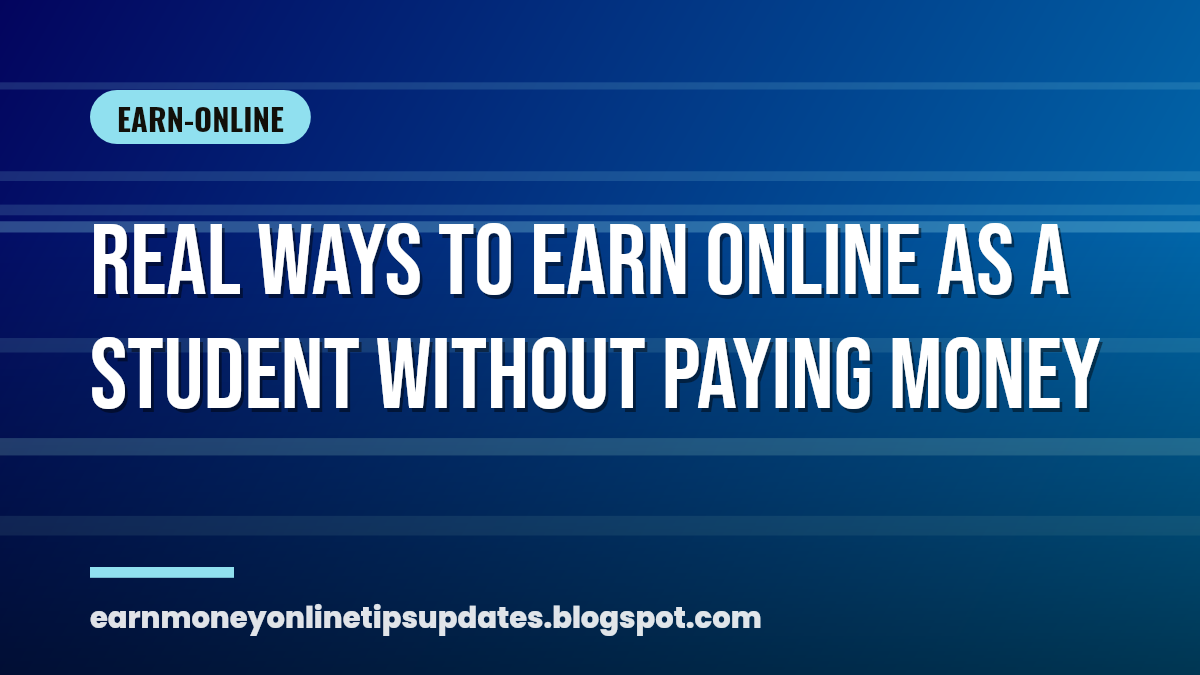 EARN-ONLINE
REAL WAYS TO EARN ONLINE AS A
STUDENT WITHOUT PAYING MONEY
earnmoneyonlinetipsupdates.blogspot.com